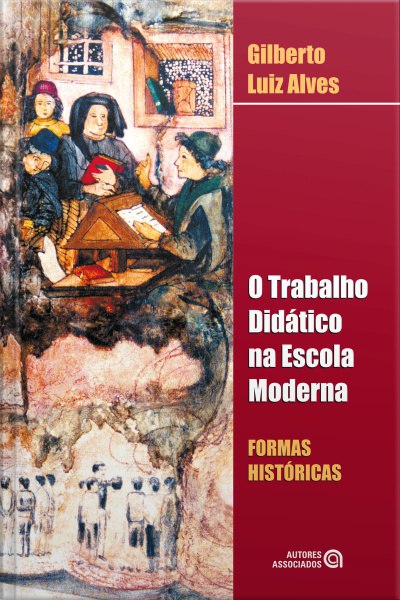 Gilberto
Luiz Alves
O Trabalho
Didático
na Escola
Moderna
FORMAS
HISTÓRICAS
AUTORES
ASSOCIADOS